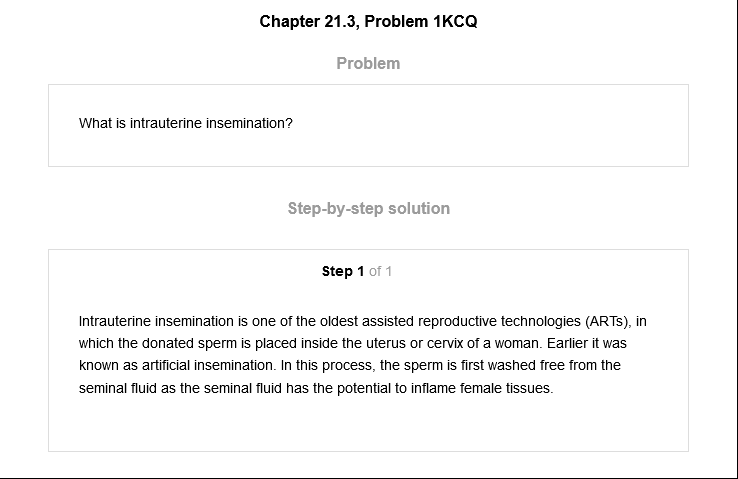 Chapter 21.3, Problem 1KCQ
Problem
What is intrauterine insemination?
Step-by-step solution
Step 1 of 1
Intrauterine insemination is one of the oldest assisted reproductive technologies (ARTs), in
which the donated sperm is placed inside the uterus or cervix of a woman. Earlier it was
known as artificial insemination. In this process, the sperm is first washed free from the
seminal fluid as the seminal fluid has the potential to inflame female tissues.